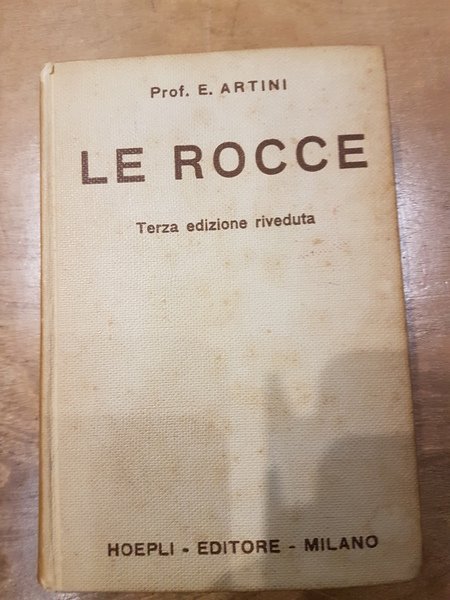 Prof. E. ARTINI
LE ROCCE
Terza edizione riveduta
HOEPLI - EDITORE - MILANO